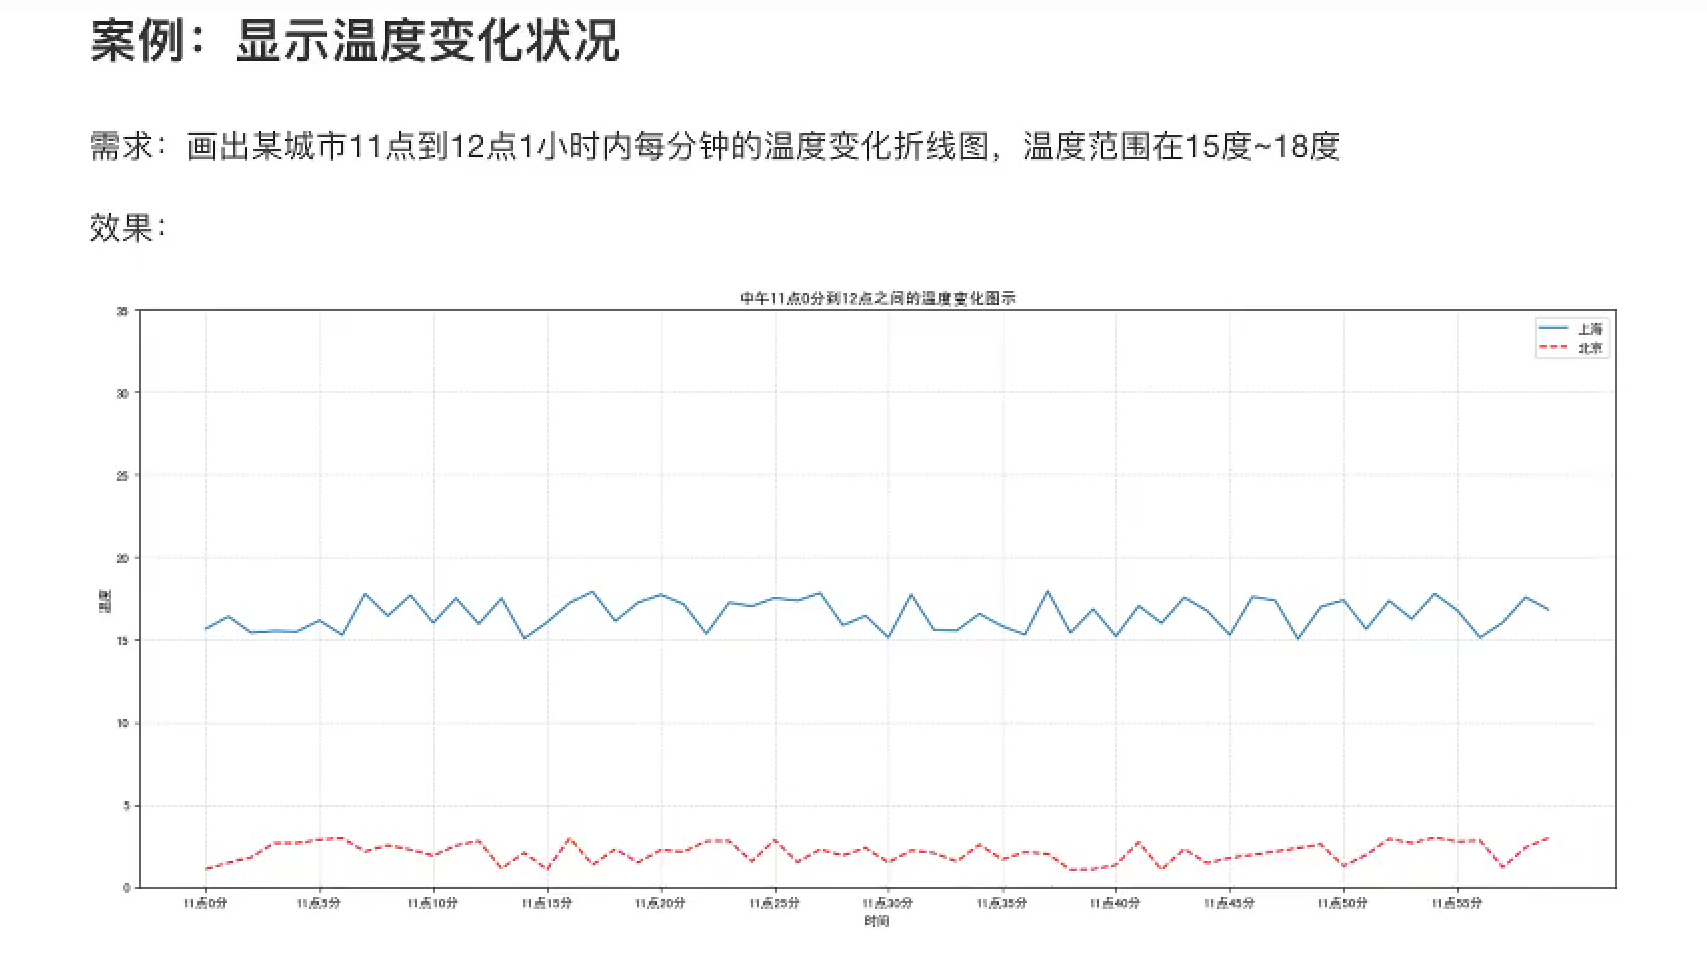 案例：显示温度变化状况
需求：画出某城市11点到12点1小时内每分钟的温度变化折线图，温度范围在15度~18度
效果：
中午11点0分到12点之间的温度变化图示
上海
北京
35
30
25
20
15
10
5
0
温度
11点0分 11点5分 11点10分 11点15分 11点20分 11点25分 11点30分 11点35分 11点40分 11点45分 11点50分 11点55分
时间